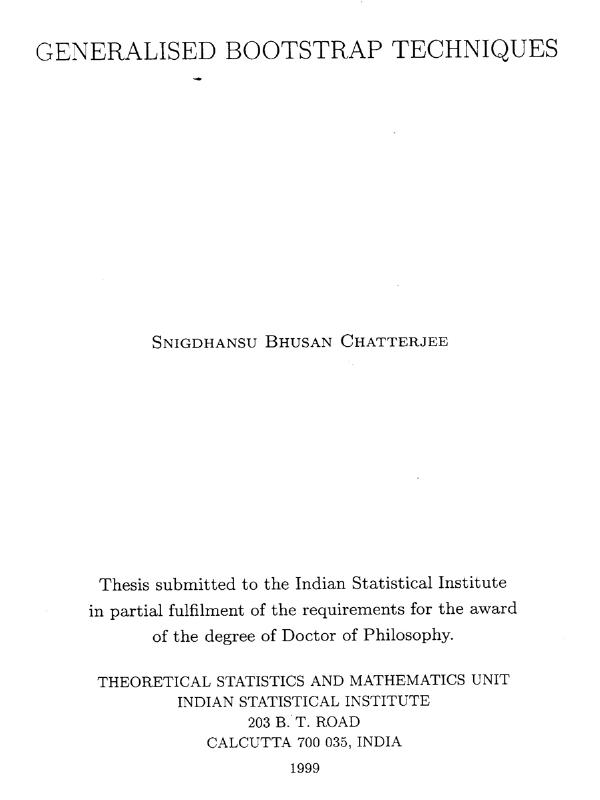 GENERALISED BOOTSTRAP TECHNIQUES
SNIGDHANSU BHUSAN CHATTERJEE
Thesis submitted to the Indian Statistical Institute
in partial fulfilment of the requirements for the award
of the degree of Doctor of Philosophy.
THEORETICAL STATISTICS AND MATHEMATICS UNIT
INDIAN STATISTICAL INSTITUTE
203 B. T. ROAD
CALCUTTA 700 035, INDIA
1999